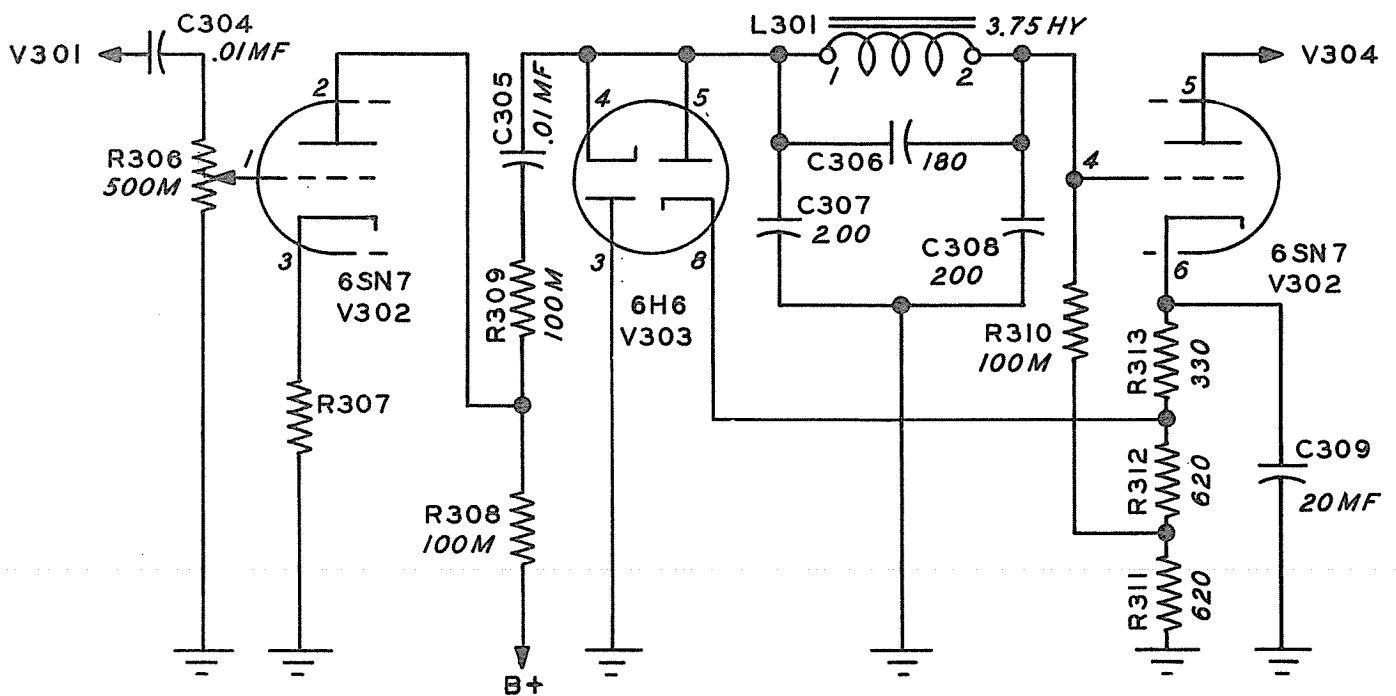 C304
.01MF
V301
V304
L301
3.75 HY
1
2
2
C305
.01MF
4
5
5
R306
500M
1
C306
180
4
C307
200
C308
200
3
3
8
6
6SN7
V302
R309
100M
6H6
V303
6SN7
V302
R310
100M
R313
330
R307
R312
620
C309
20MF
R308
100M
R311
620
B+